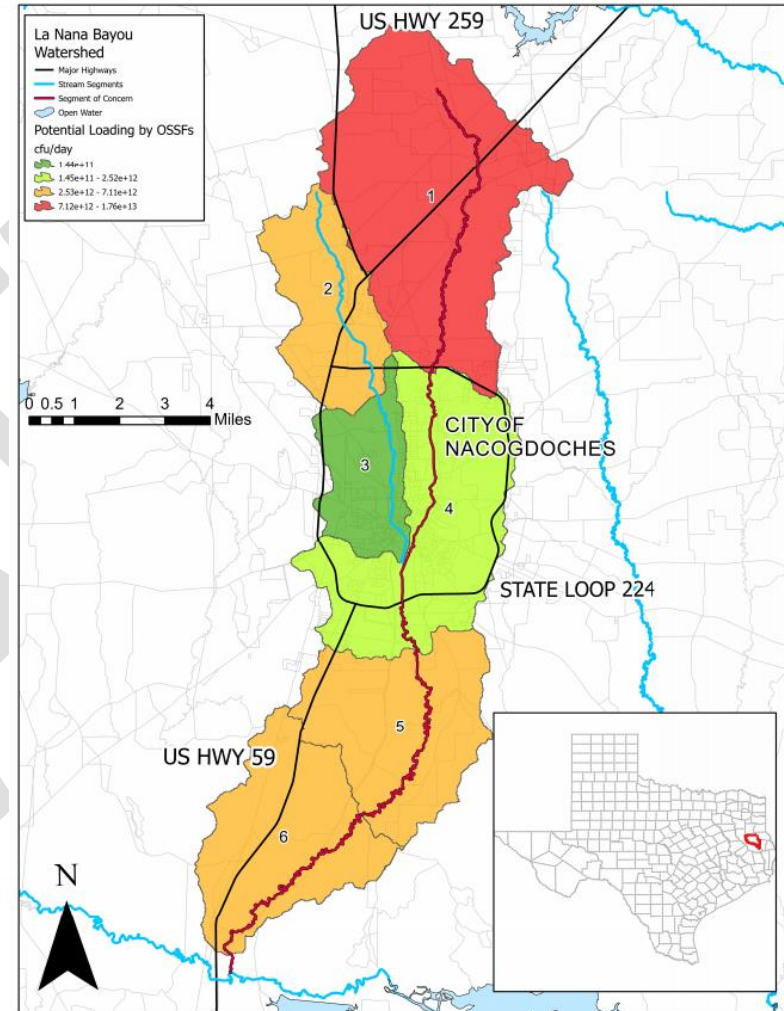 La Nana Bayou
Watershed
Major Highways
Stream Segments
Segment of Concern
Open Water
Potential Loading by OSSFs
cfu/day
1.44e+11
1.45e+11 - 2.52e+12
2.53e+12 - 7.11e+12
7.12e+12 - 1.76e+13
US HWY 259
1
2
0 0.5 1 2 3 4
Miles
CITY OF
NACOGDOCHES
3
4
STATE LOOP 224
5
US HWY 59
6
N